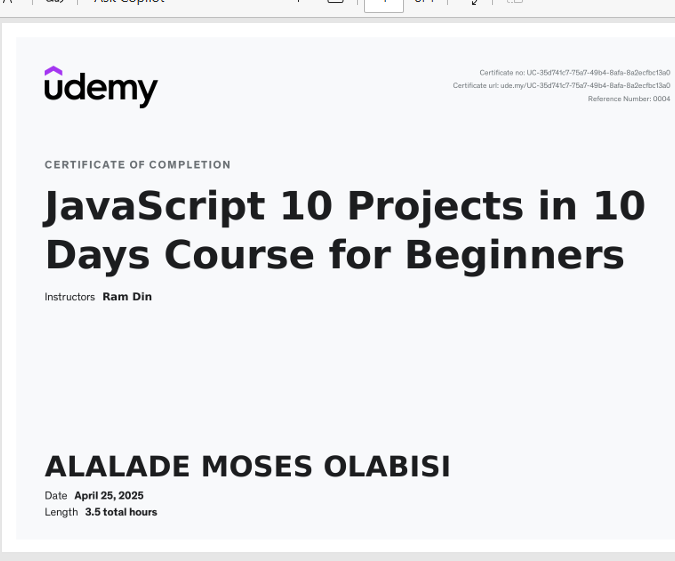 udemy
Certificate no: UC-35d741c7-75a7-49b4-8afa-8a2ecfbc13a0
Certificate url: ude.my/UC-35d741c7-75a7-49b4-8afa-8a2ecfbc13a0
Reference Number: 0004
CERTIFICATE OF COMPLETION
JavaScript 10 Projects in 10
Days Course for Beginners
Instructors Ram Din
ALALADE MOSES OLABISI
Date April 25, 2025
Length 3.5 total hours